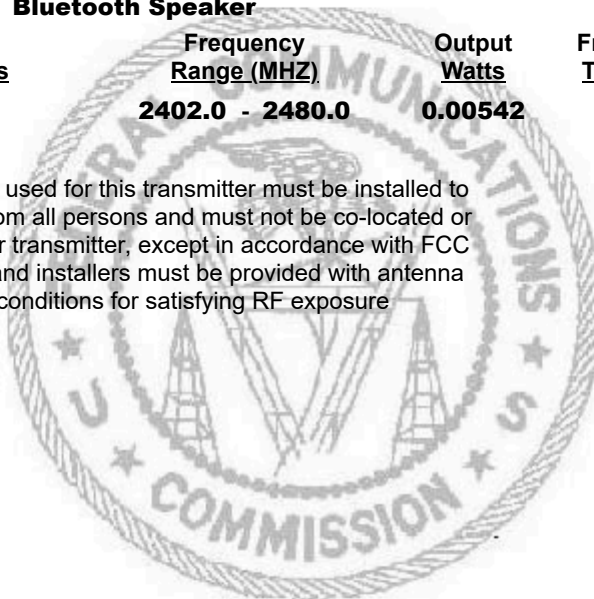 Bluetooth Speaker
Frequency Output
Range (MHZ) Watts
2402.0 - 2480.0 0.00542
used for this transmitter must be installed to
all persons and must not be co-located or
transmitter, except in accordance with FCC
installers must be provided with antenna
conditions for satisfying RF exposure
FEDERAL COMMUNICATIONS
U ★ S
★ COMMISSION ★